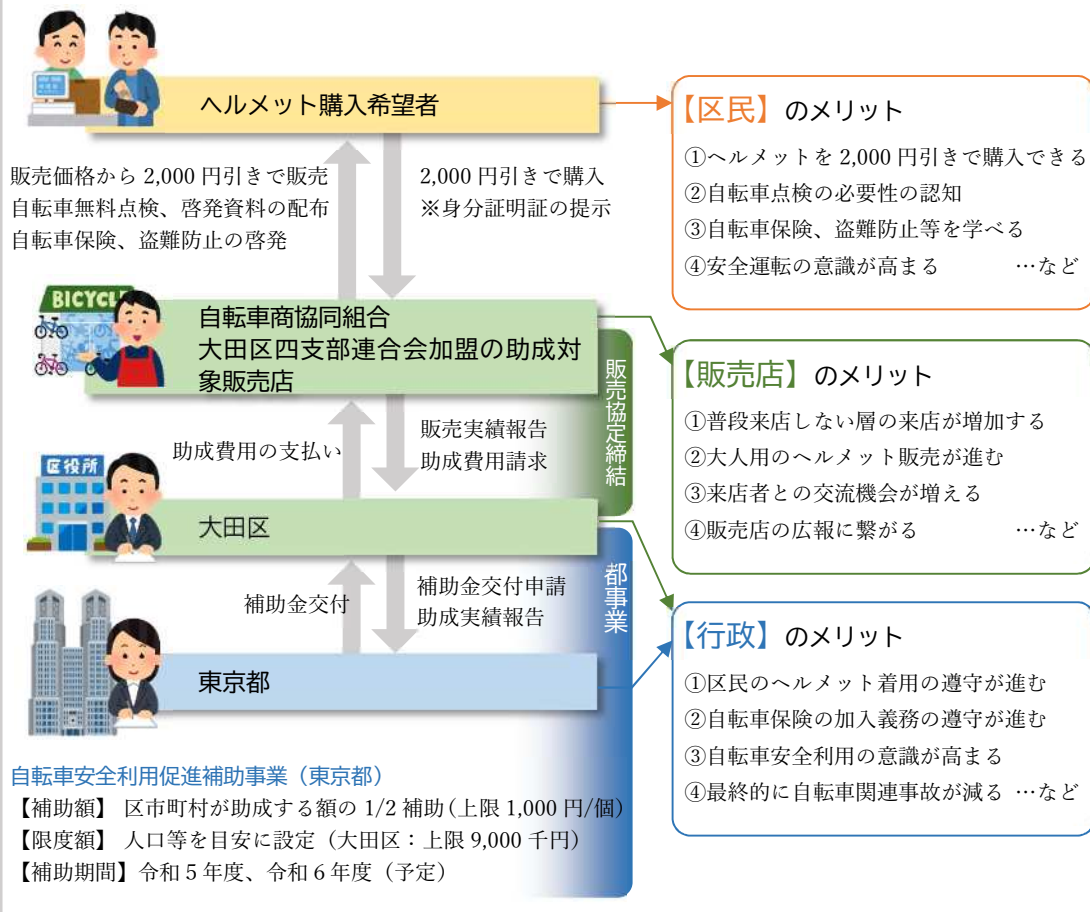 ヘルメット購入希望者
販売価格から 2,000 円引きで販売
自転車無料点検、啓発資料の配布
自転車保険、盗難防止の啓発
2,000 円引きで購入
※身分証明証の提示
BICYCLE
自転車商協同組合
大田区四支部連合会加盟の助成対
象販売店
販売協定締結
助成費用の支払い
販売実績報告
助成費用請求
区役所
大田区
都事業
補助金交付
補助金交付申請
助成実績報告
東京都
自転車安全利用促進補助事業（東京都）
【補助額】 区市町村が助成する額の 1/2 補助（上限 1,000 円/個）
【限度額】 人口等を目安に設定（大田区：上限 9,000 千円）
【補助期間】令和 5 年度、令和 6 年度（予定）
【区民】のメリット
①ヘルメットを 2,000 円引きで購入できる
②自転車点検の必要性の認知
③自転車保険、盗難防止等を学べる
④安全運転の意識が高まる …など
【販売店】のメリット
①普段来店しない層の来店が増加する
②大人用のヘルメット販売が進む
③来店者との交流機会が増える
④販売店の広報に繋がる …など
【行政】のメリット
①区民のヘルメット着用の遵守が進む
②自転車保険の加入義務の遵守が進む
③自転車安全利用の意識が高まる
④最終的に自転車関連事故が減る …など